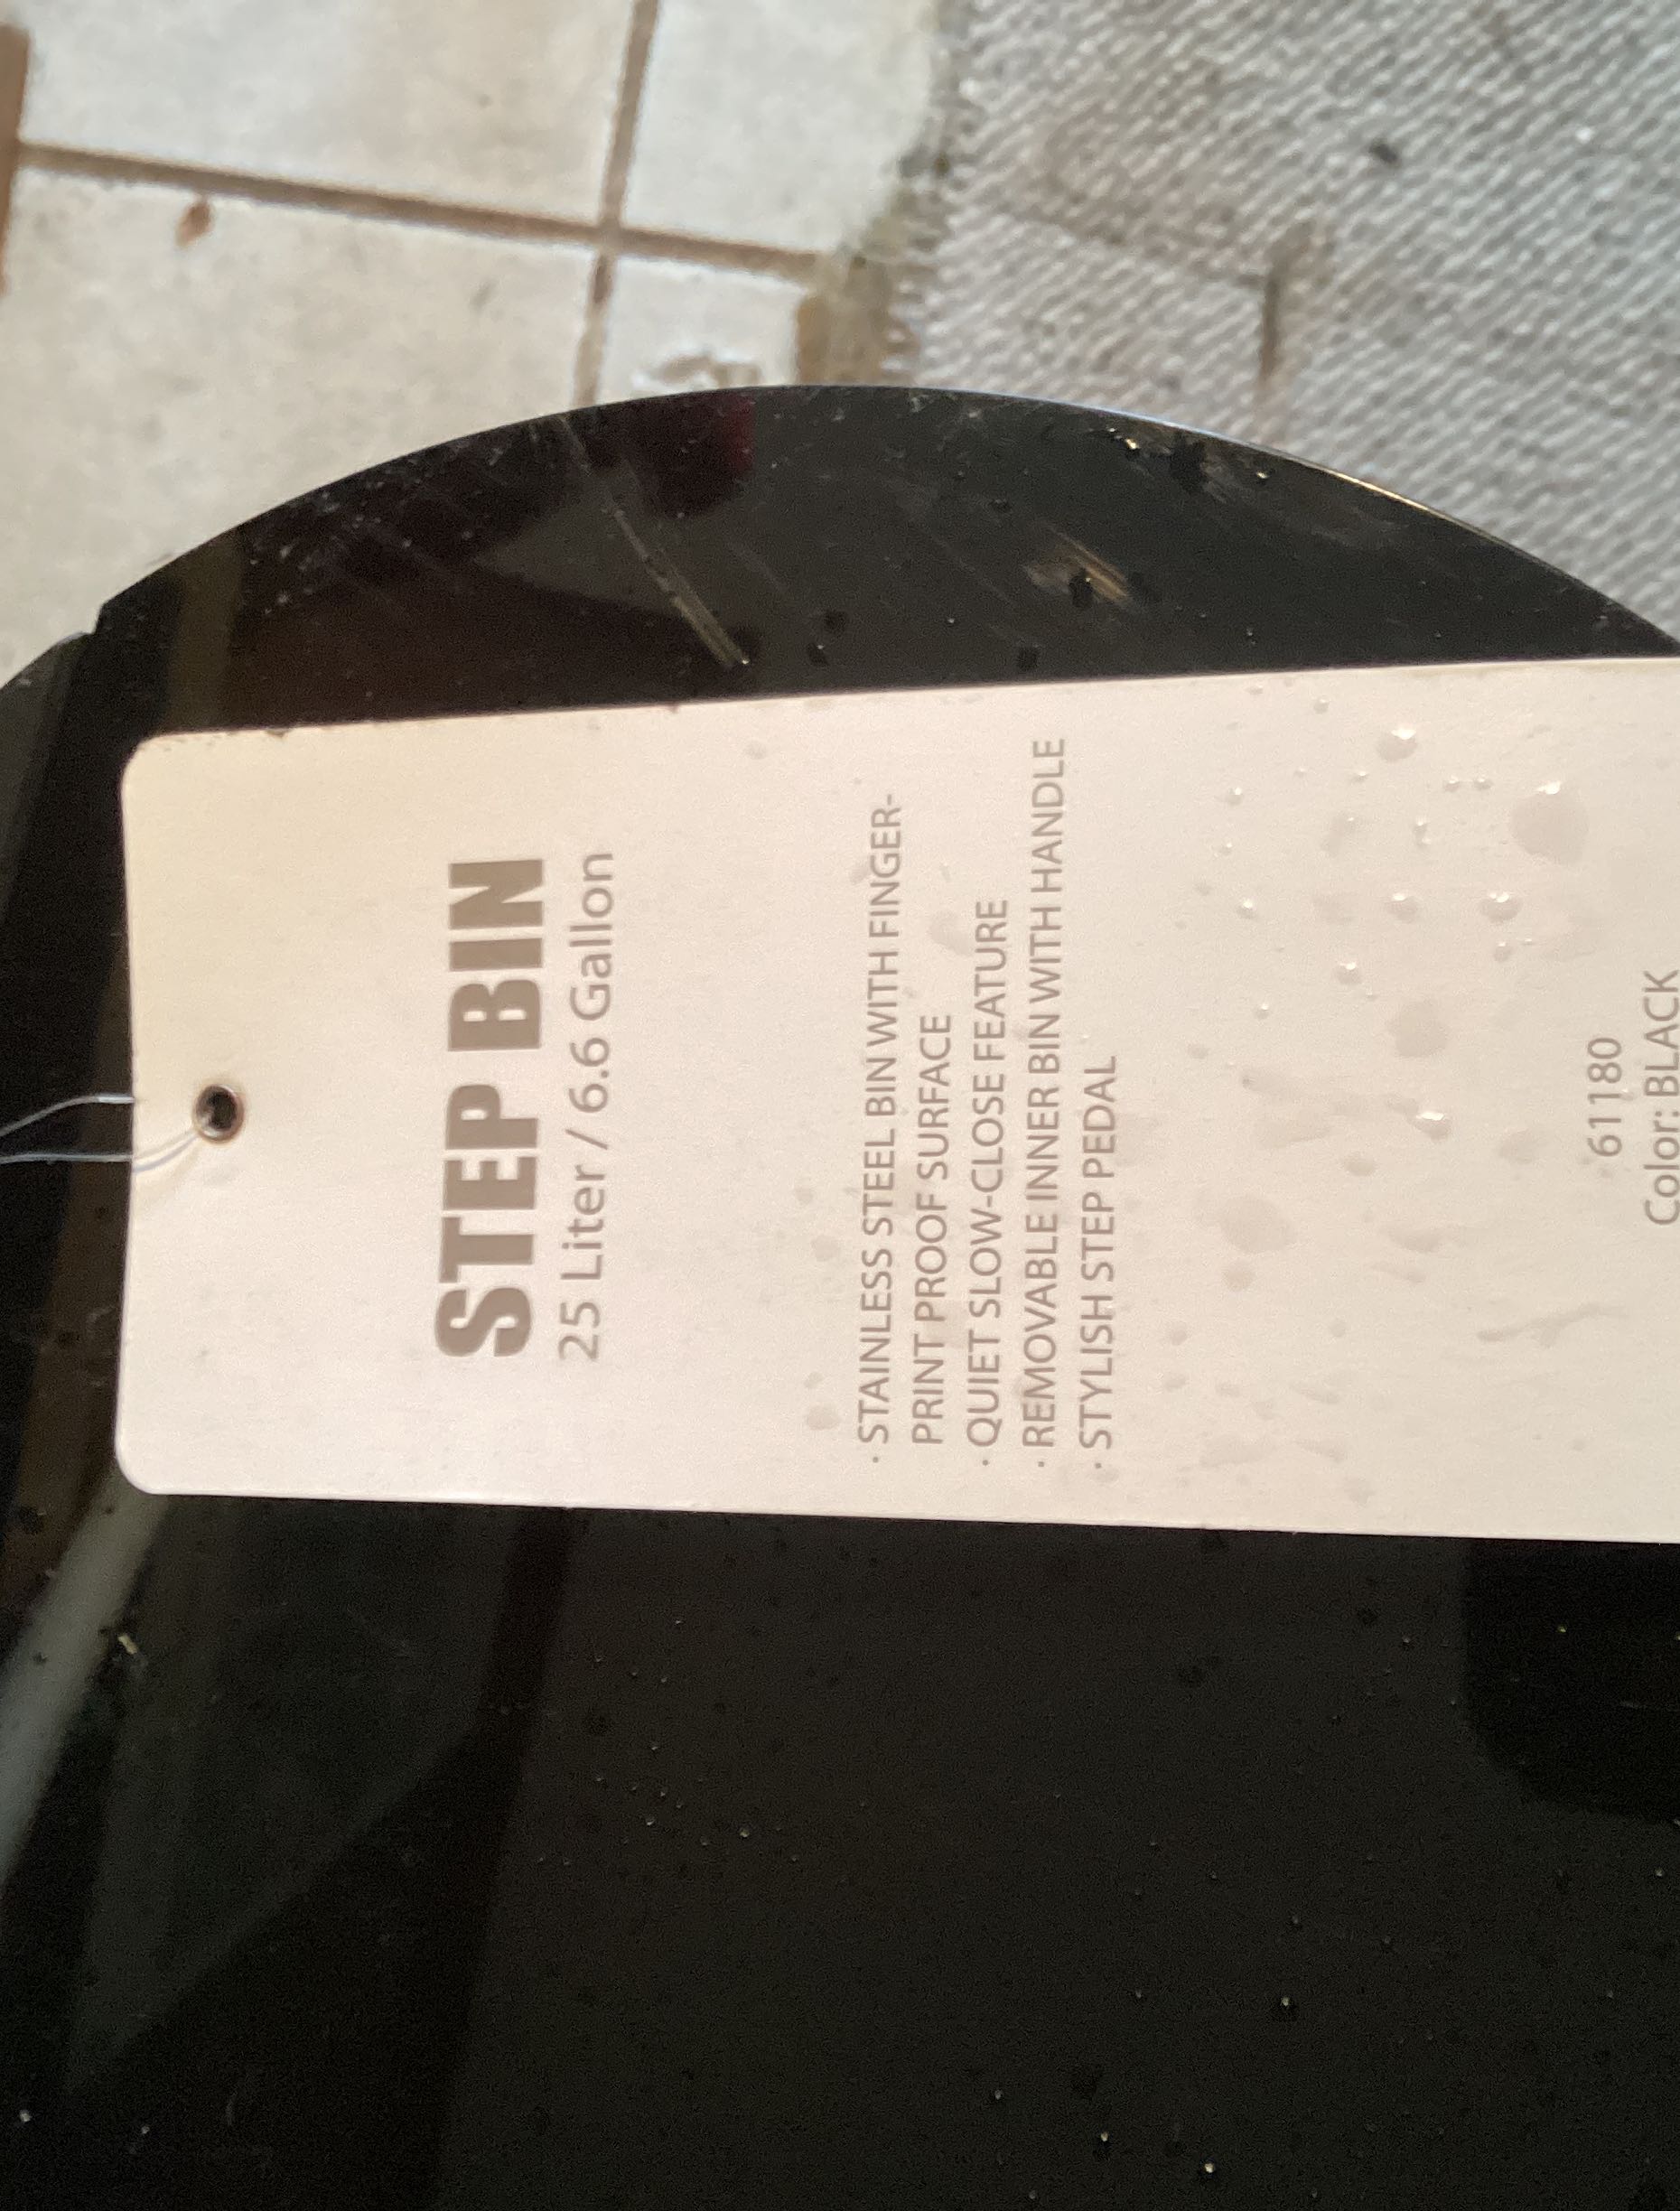 STEP BIN
25 Liter / 6.6 Gallon
· STAINLESS STEEL BIN WITH FINGER-
PRINT PROOF SURFACE
· QUIET SLOW-CLOSE FEATURE
· REMOVABLE INNER BIN WITH HANDLE
· STYLISH STEP PEDAL
61180
Color: BLACK